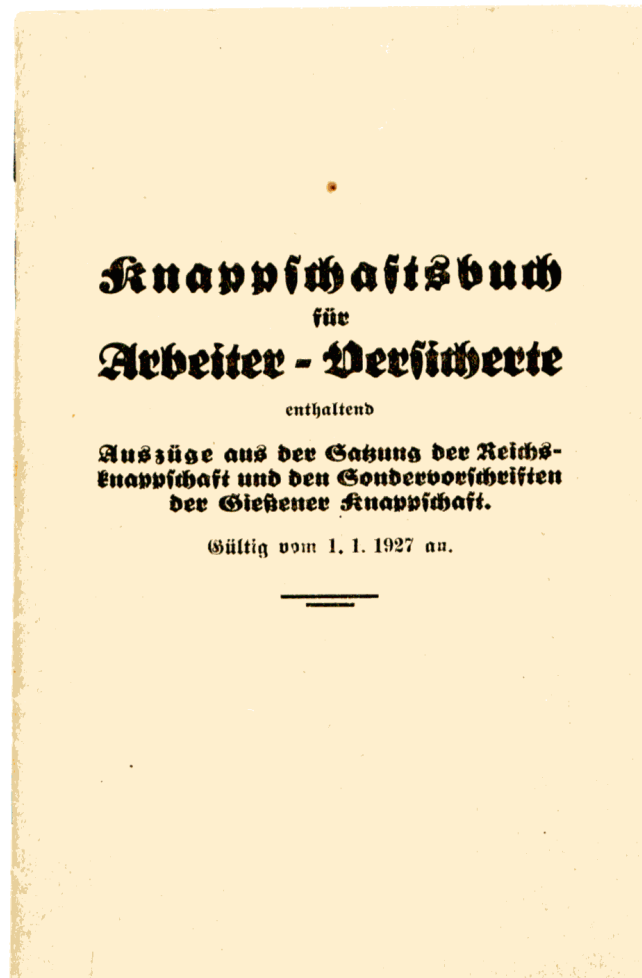 Knappschaftsbuch
für
Arbeiter - Versicherte
enthaltend
Auszüge aus der Satzung der Reichs-
knappschaft und den Sondervorschriften
der Gießener Knappschaft.
Gültig vom 1. 1. 1927 an.